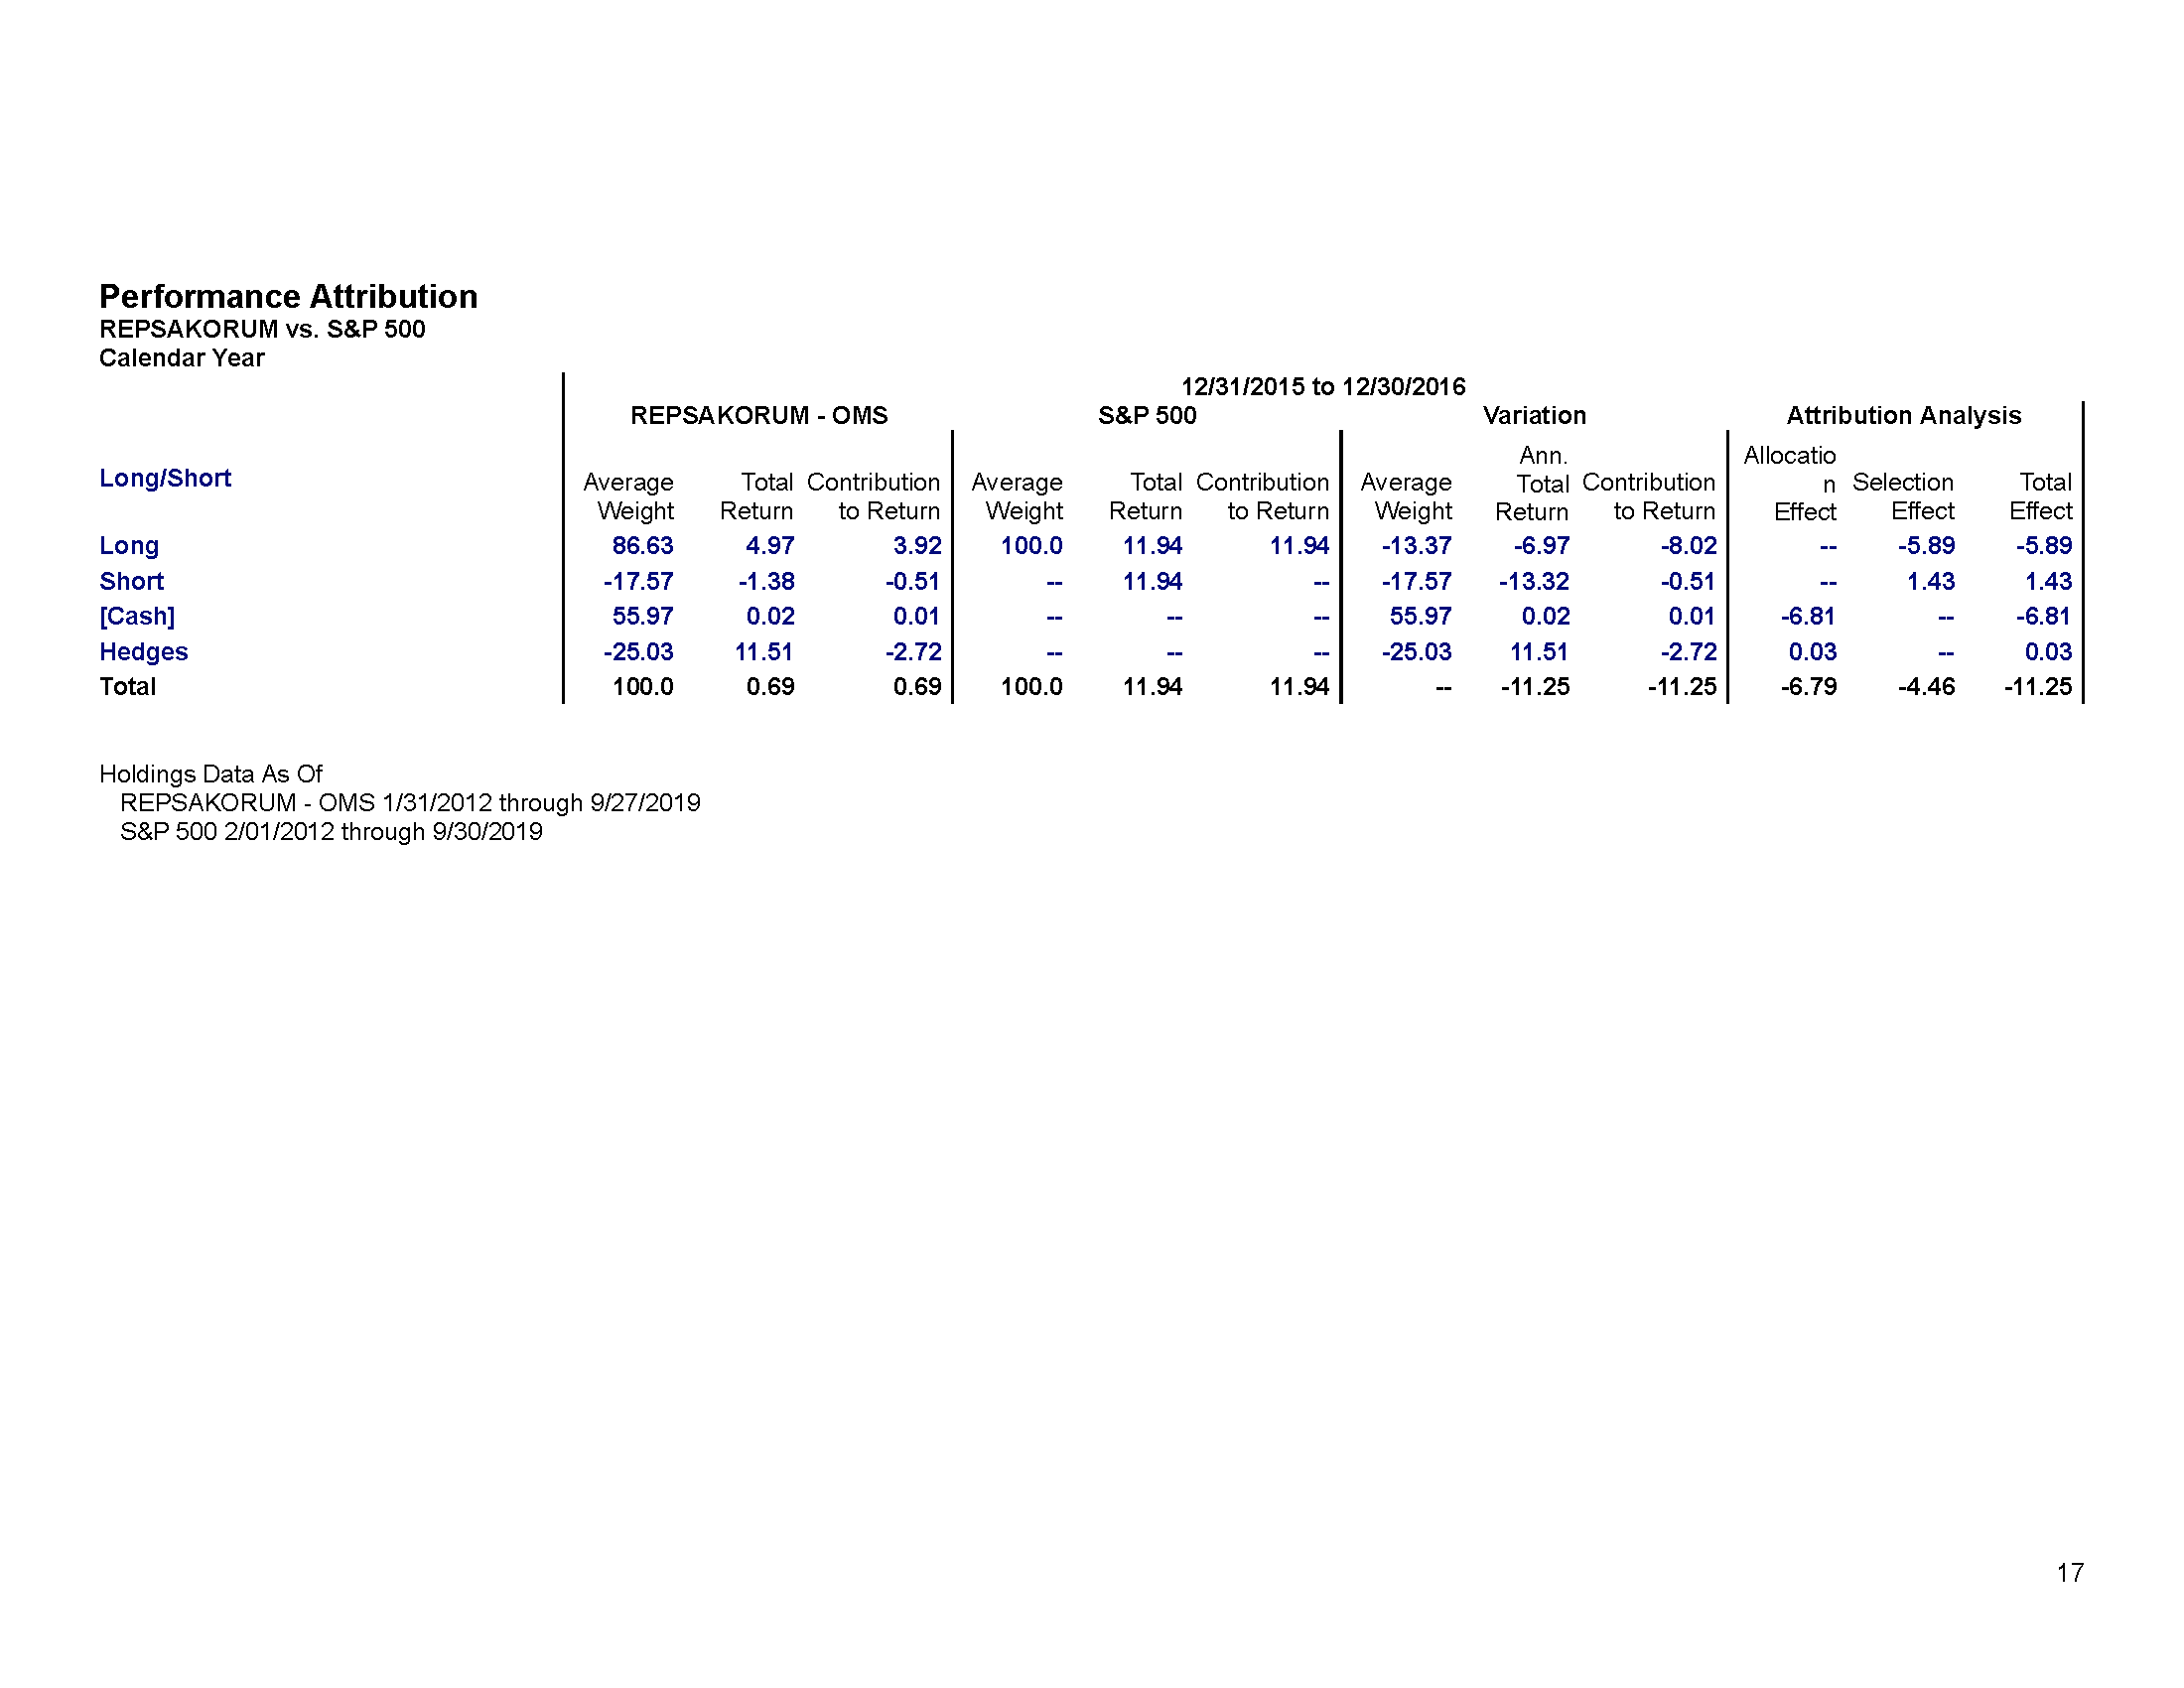 Performance Attribution
REPSAKORUM vs. S&P 500
Calendar Year
12/31/2015 to 12/30/2016
REPSAKORUM - OMS S&P 500 Variation Attribution Analysis
Long/Short Average Weight Total Return Contribution to Return Average Weight Total Return Contribution to Return Average Weight Ann. Total Return Contribution to Return Allocatio n Effect Selection Effect Total Effect
Long 86.63 4.97 3.92 100.0 11.94 11.94 -13.37 -6.97 -8.02 -- -5.89 -5.89
Short -17.57 -1.38 -0.51 -- 11.94 -- -17.57 -13.32 -0.51 -- 1.43 1.43
[Cash] 55.97 0.02 0.01 -- -- -- 55.97 0.02 0.01 -6.81 -- -6.81
Hedges -25.03 11.51 -2.72 -- -- -- -25.03 11.51 -2.72 0.03 -- 0.03
Total 100.0 0.69 0.69 100.0 11.94 11.94 -- -11.25 -11.25 -6.79 -4.46 -11.25
Holdings Data As Of
REPSAKORUM - OMS 1/31/2012 through 9/27/2019
S&P 500 2/01/2012 through 9/30/2019
17